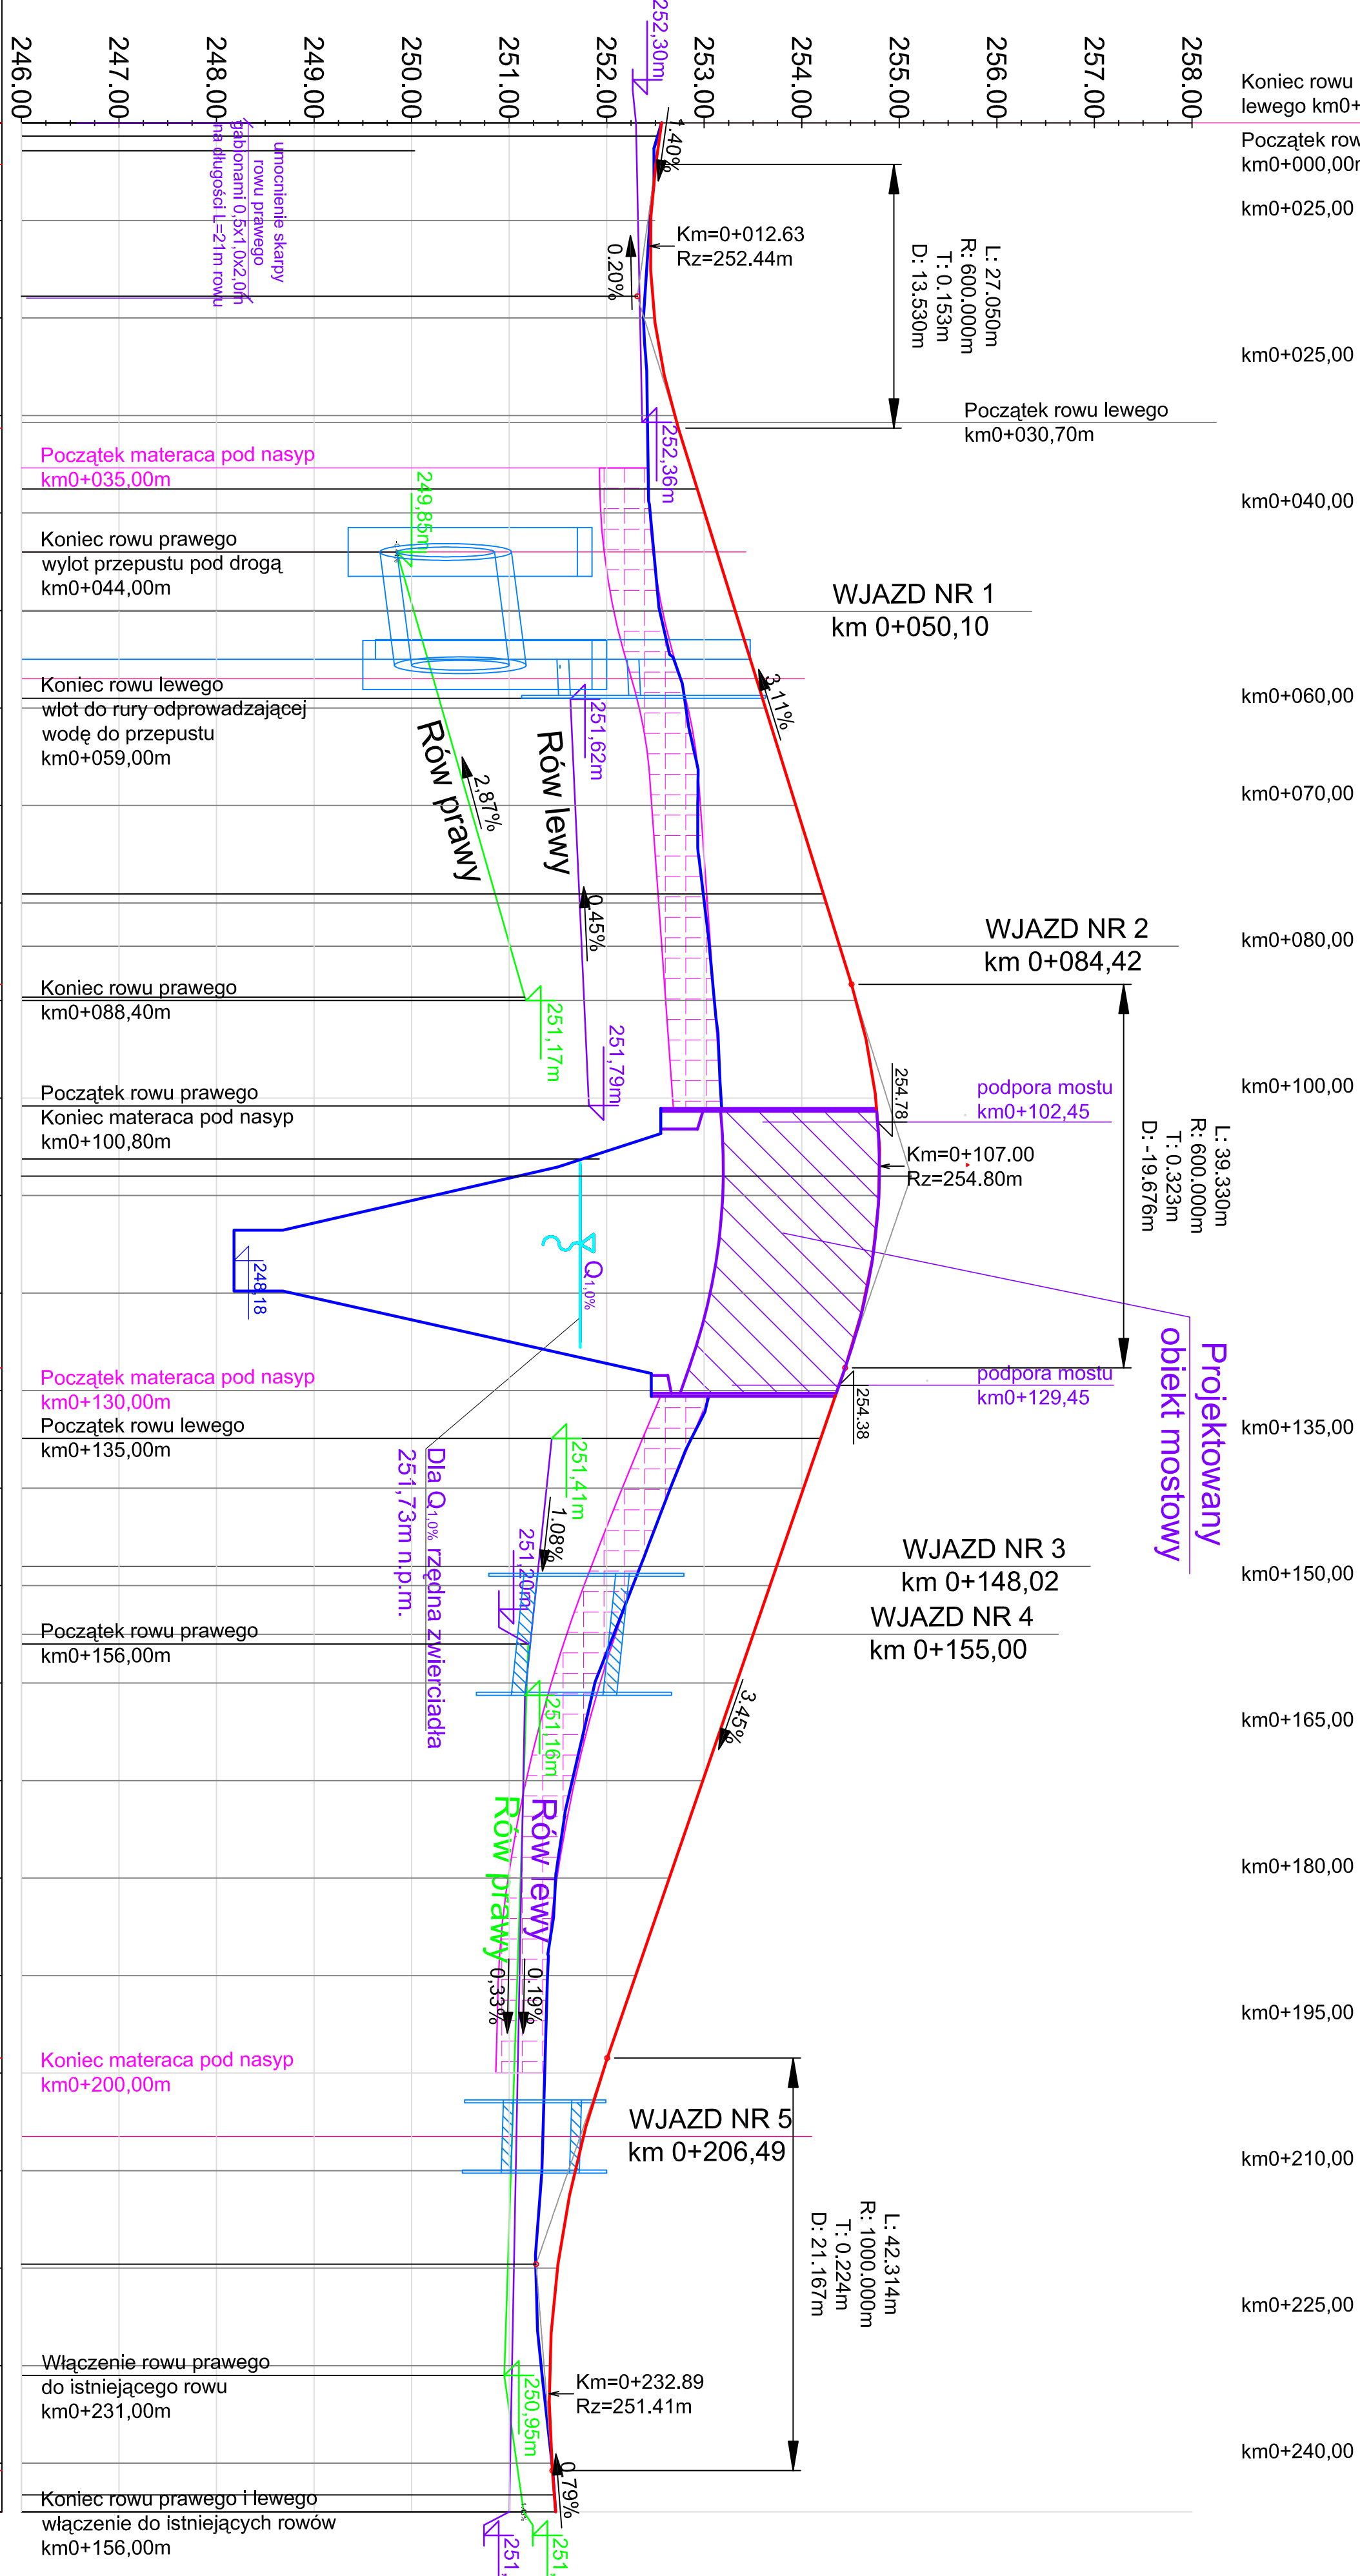 246.00
247.00
248.00
249.00
250.00
251.00
252.00
253.00
254.00
255.00
256.00
257.00
258.00
252,30m
Koniec rowu
lewego km0+
Początek row
km0+000,00m
km0+025,00
umocnienie skarpy
rowu prawego
gabionami 0,5x1,0x2,0m
na długości L=21m rowu
.40%
Km=0+012.63
Rz=252.44m
0.20%
L: 27.050m
R: 600.000m
T: 0.153m
D: 13.530m
km0+025,00
Początek rowu lewego
km0+030,70m
252,36m
Początek materaca pod nasyp
km0+035,00m
249,85m
km0+040,00
Koniec rowu prawego
wylot przepustu pod drogą
km0+044,00m
WJAZD NR 1
km 0+050,10
Koniec rowu lewego
wlot do rury odprowadzającej
wodę do przepustu
km0+059,00m
251,62m
3.11%
km0+060,00
Rów prawy
Rów lewy
2,87%
km0+070,00
0.45%
WJAZD NR 2
km 0+084,42
km0+080,00
Koniec rowu prawego
km0+088,40m
251,17m
251,79m
Początek rowu prawego
Koniec materaca pod nasyp
km0+100,80m
254.78
podpora mostu
km0+102,45
km0+100,00
Km=0+107.00
Rz=254.80m
L: 39.330m
R: 600.000m
T: 0.323m
D: -19.676m
248,18
Q1,0%
Projektowany
obiekt mostowy
Początek materaca pod nasyp
km0+130,00m
podpora mostu
km0+129,45
254.38
Początek rowu lewego
km0+135,00m
km0+135,00
251,41m
Dla Q1,0% rzędna zwierciadła
251,73m n.p.m.
1.08%
251,20m
WJAZD NR 3
km 0+148,02
km0+150,00
WJAZD NR 4
km 0+155,00
Początek rowu prawego
km0+156,00m
251,16m
3.45%
km0+165,00
Rów prawy
Rów lewy
km0+180,00
0,33%
0.19%
km0+195,00
Koniec materaca pod nasyp
km0+200,00m
WJAZD NR 5
km 0+206,49
km0+210,00
L: 42.314m
R: 1000.000m
T: 0.224m
D: 21.167m
km0+225,00
Włączenie rowu prawego
do istniejącego rowu
km0+231,00m
250,95m
Km=0+232.89
Rz=251.41m
km0+240,00
0.79%
Koniec rowu prawego i lewego
włączenie do istniejących rowów
km0+156,00m
251,
251,